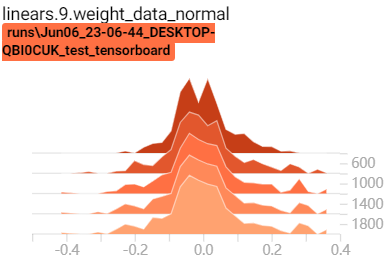 linears.9.weight_data_normal
runs\Jun06_23-06-44_DESKTOP-
QBI0CUK_test_tensorboard
600
1000
1400
1800
-0.4 -0.2 0.0 0.2 0.4